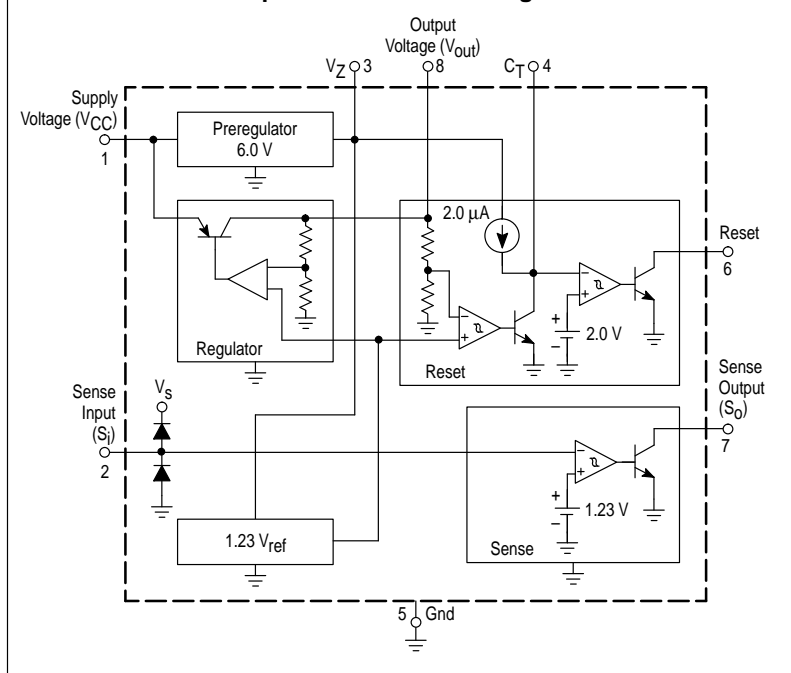 Output
Voltage (Vout)
VZ 3
8
CT 4
Supply
Voltage (VCC)
1
Preregulator
6.0 V
2.0 µA
Reset
6
2.0 V
Regulator
Reset
Sense
Output
(So)
7
Sense
Input
(Si)
2
VS
1.23 V
1.23 Vref
Sense
5 Gnd